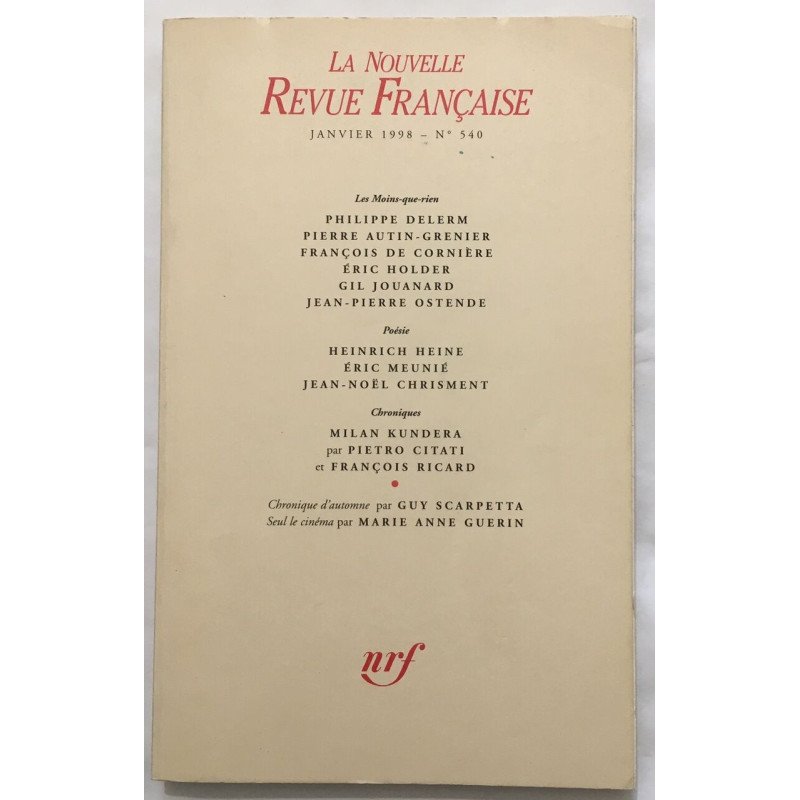 LA NOUVELLE
REVUE FRANÇAISE
JANVIER 1998 – N° 540
Les Moins-que-rien
PHILIPPE DELERM
PIERRE AUTIN-GRENIER
FRANÇOIS DE CORNIÈRE
ÉRIC HOLDER
GIL JOUANARD
JEAN-PIERRE OSTENDE
Poésie
HEINRICH HEINE
ÉRIC MEUNIÉ
JEAN-NOËL CHRISMENT
Chroniques
MILAN KUNDERA
par PIETRO CITATI
et FRANÇOIS RICARD
Chronique d'automne par GUY SCARPETTA
Seul le cinéma par MARIE ANNE GUERIN
nrf